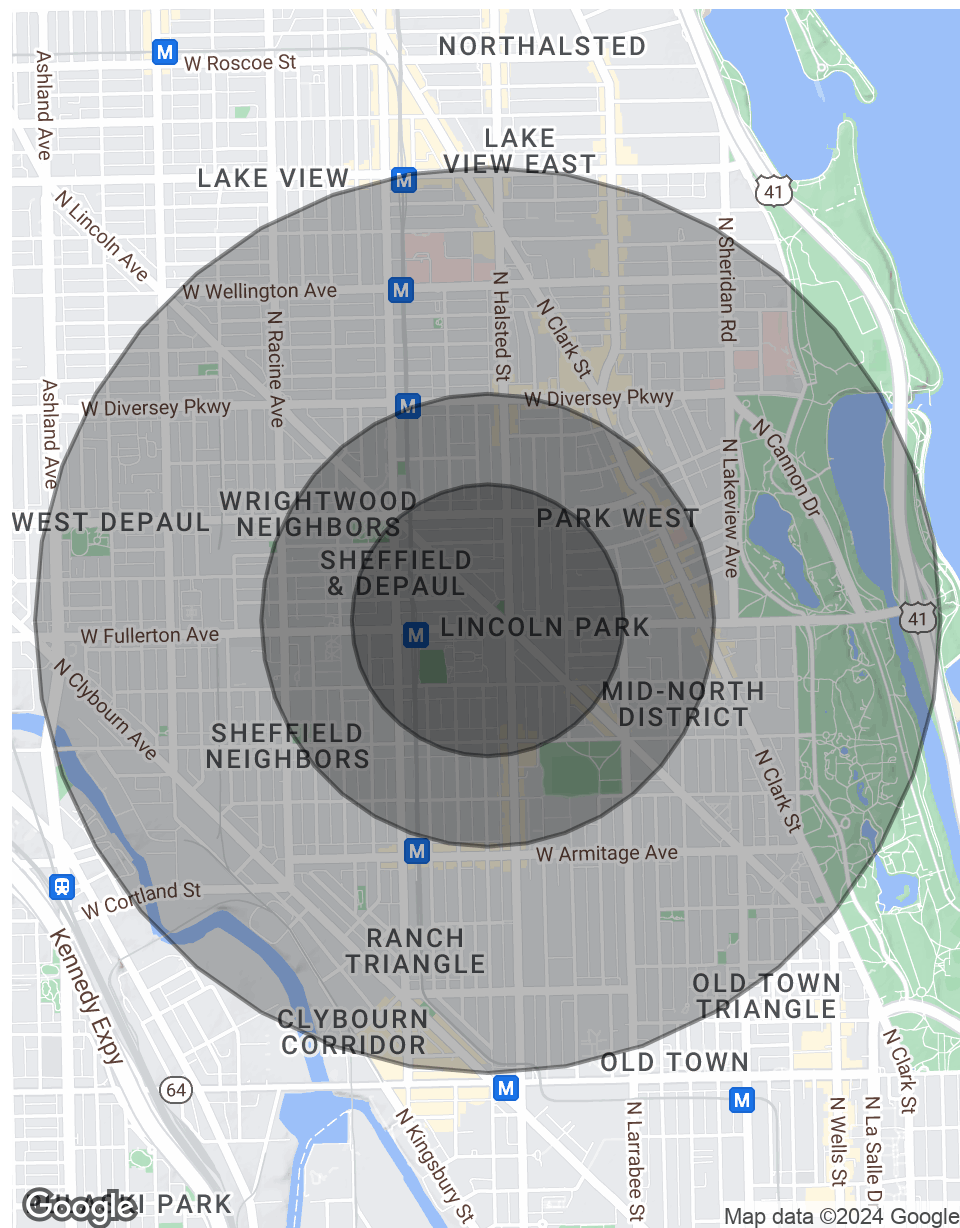 NORTHALSTED
M
W Roscoe St
Ashland Ave
LAKE
VIEW EAST
LAKE VIEW
M
41
N Lincoln Ave
N Sheridan Rd
W Wellington Ave
M
N Halsted St
N Clark St
N Racine Ave
Ashland Ave
W Diversey Pkwy
M
W Diversey Pkwy
N Cannon Dr
N Lakeview Ave
WRIGHTWOOD
NEIGHBORS
WEST DEPAUL
PARK WEST
SHEFFIELD
& DEPAUL
W Fullerton Ave
M
LINCOLN PARK
41
N Clybourn Ave
MID-NORTH
DISTRICT
SHEFFIELD
NEIGHBORS
N Clark St
M
W Armitage Ave
W Cortland St
Kennedy Expy
RANCH
TRIANGLE
OLD TOWN
TRIANGLE
CLYBOURN
CORRIDOR
OLD TOWN
N Clark St
64
M
M
N Kingsbury St
N Larrabee St
N Wells St
N La Salle D
PARK
Google
Map data ©2024 Google